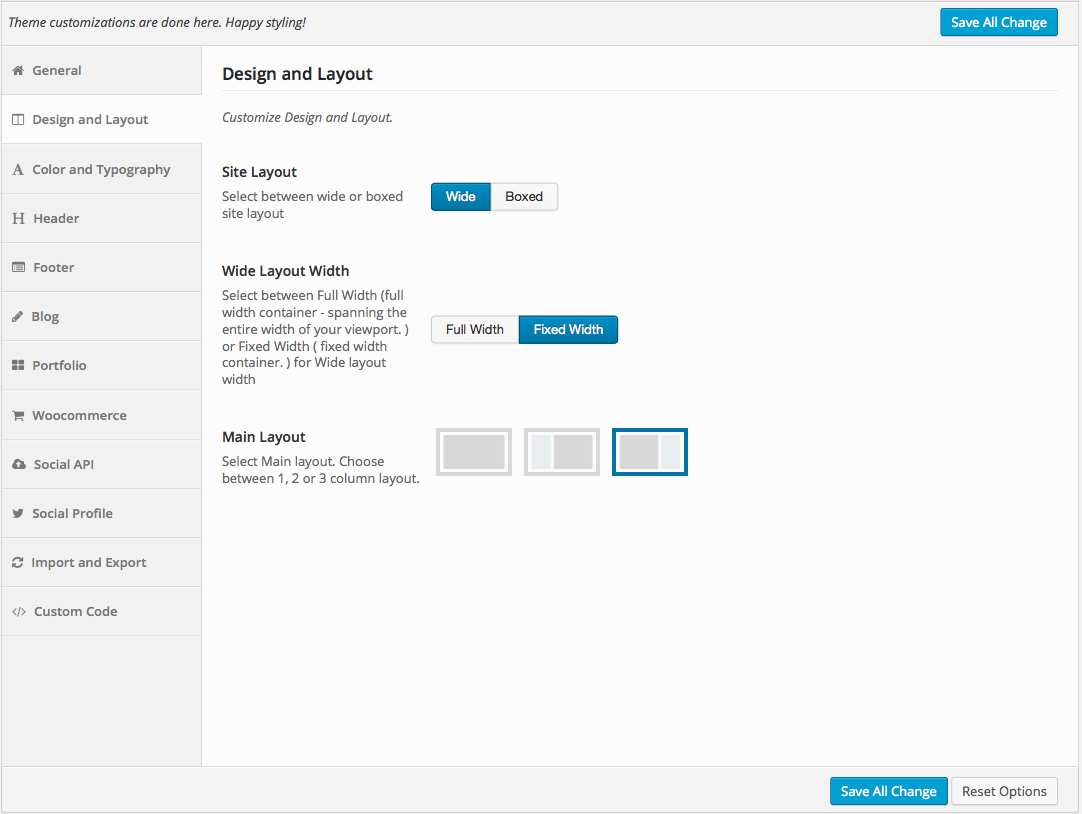 Theme customizations are done here. Happy styling!
Save All Change
General
Design and Layout
Color and Typography
Header
Footer
Blog
Portfolio
Woocommerce
Social API
Social Profile
Import and Export
Custom Code
Design and Layout
Customize Design and Layout.
Site Layout
Select between wide or boxed
site layout
Wide
Boxed
Wide Layout Width
Select between Full Width (full
width container - spanning the
entire width of your viewport. )
or Fixed Width ( fixed width
container. ) for Wide layout
width
Full Width
Fixed Width
Main Layout
Select Main layout. Choose
between 1, 2 or 3 column layout.
Save All Change
Reset Options